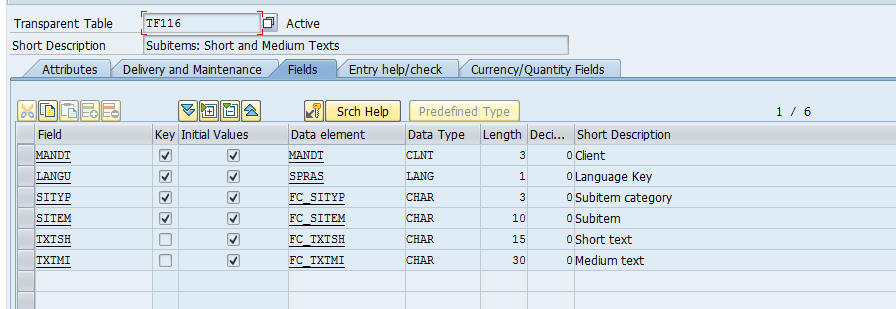 Transparent Table TF116 Active
Short Description Subitems: Short and Medium Texts
Attributes Delivery and Maintenance Fields Entry help/check Currency/Quantity Fields
Srch Help Predefined Type 1 / 6
Field Key Initial Values Data element Data Type Length Deci... Short Description
MANDT MANDT CLNT 3 0 Client
LANGU SPRAS LANG 1 0 Language Key
SITYP FC_SITYP CHAR 3 0 Subitem category
SITEM FC_SITEM CHAR 10 0 Subitem
TXTSH FC_TXTSH CHAR 15 0 Short text
TXTMI FC_TXTMI CHAR 30 0 Medium text